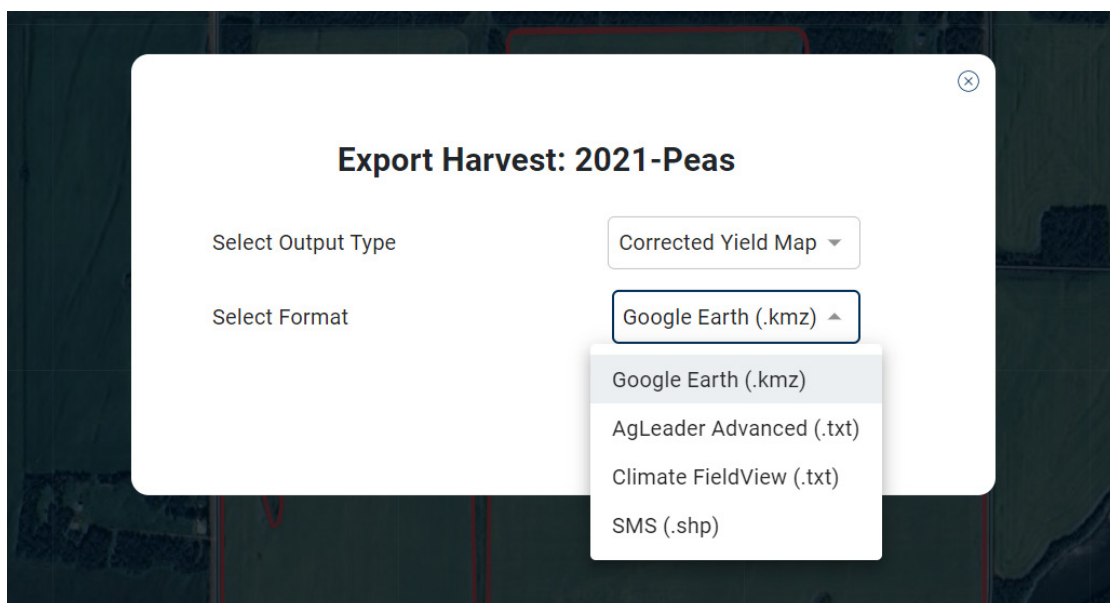 Export Harvest: 2021-Peas
Select Output Type
Corrected Yield Map
Select Format
Google Earth (.kmz)
Google Earth (.kmz)
AgLeader Advanced (.txt)
Climate FieldView (.txt)
SMS (.shp)